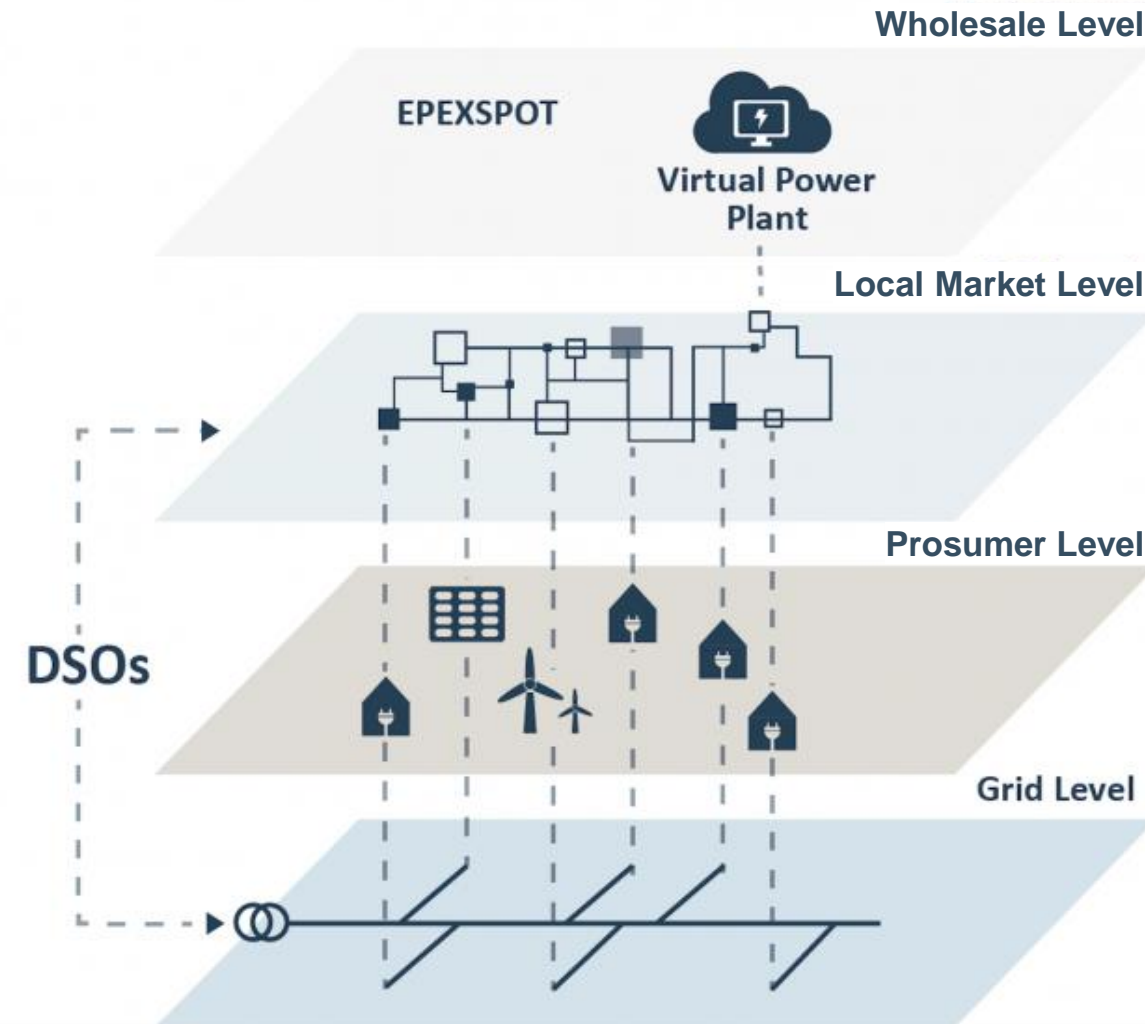 Wholesale Level
EPEXSPOT
Virtual Power
Plant
Local Market Level
Prosumer Level
DSOs
Grid Level